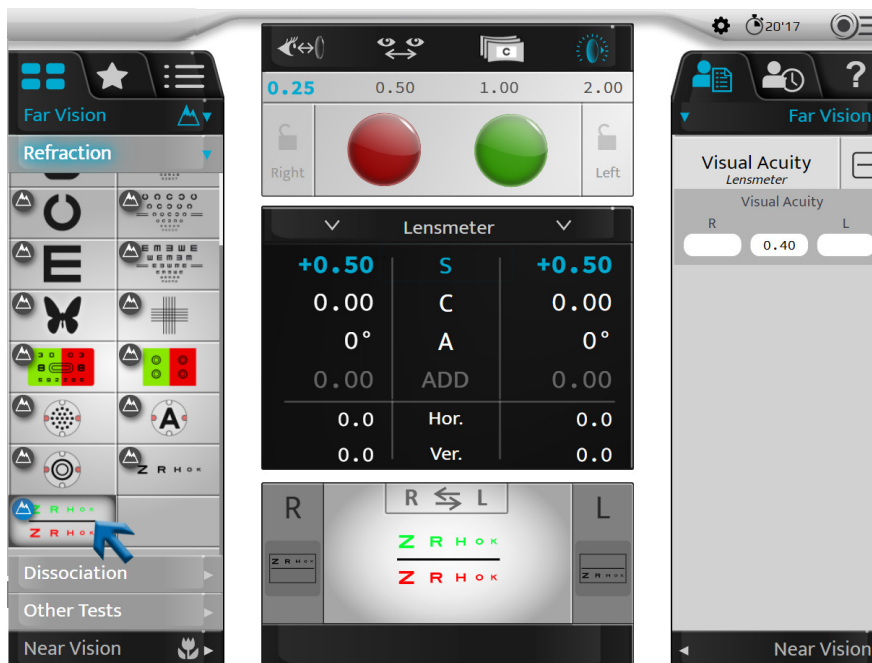 20'17
Far Vision
Refraction
Z R H O K
Z R H O K
Z R H O K
Dissociation
Other Tests
Near Vision
C
0.25 0.50 1.00 2.00
Right
Left
Lensmeter
+0.50 S +0.50
0.00 C 0.00
0° A 0°
0.00 ADD 0.00
0.0 Hor. 0.0
0.0 Ver. 0.0
R R L L
Z R H O K
Z R H O K
Z R H O K
Z R H O K
?
Far Vision
Visual Acuity
Lensmeter
Visual Acuity
R L
0.40
Near Vision